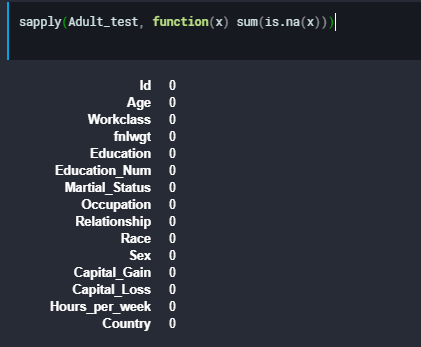 sapply(Adult_test, function(x) sum(is.na(x)))
Id 0
Age 0
Workclass 0
fnlwgt 0
Education 0
Education_Num 0
Martial_Status 0
Occupation 0
Relationship 0
Race 0
Sex 0
Capital_Gain 0
Capital_Loss 0
Hours_per_week 0
Country 0